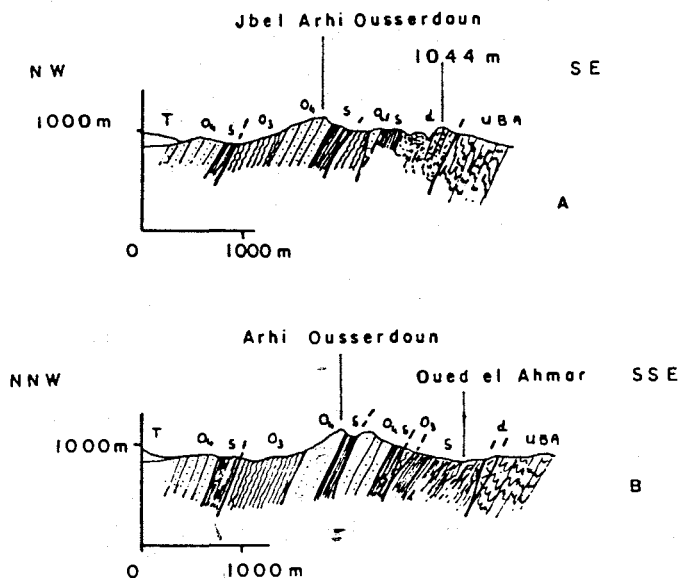 Jbel Arhi Ousserdoun
NW 1044 m SE
T O₄ S O₃ O₄ S S d UBA
1000 m
A
0 1000 m
Arhi Ousserdoun
NNW Oued el Ahmar SSE
T O₄ S O₃ O₄ S O₄ S O₃ S d UBA
1000 m
B
0 1000 m